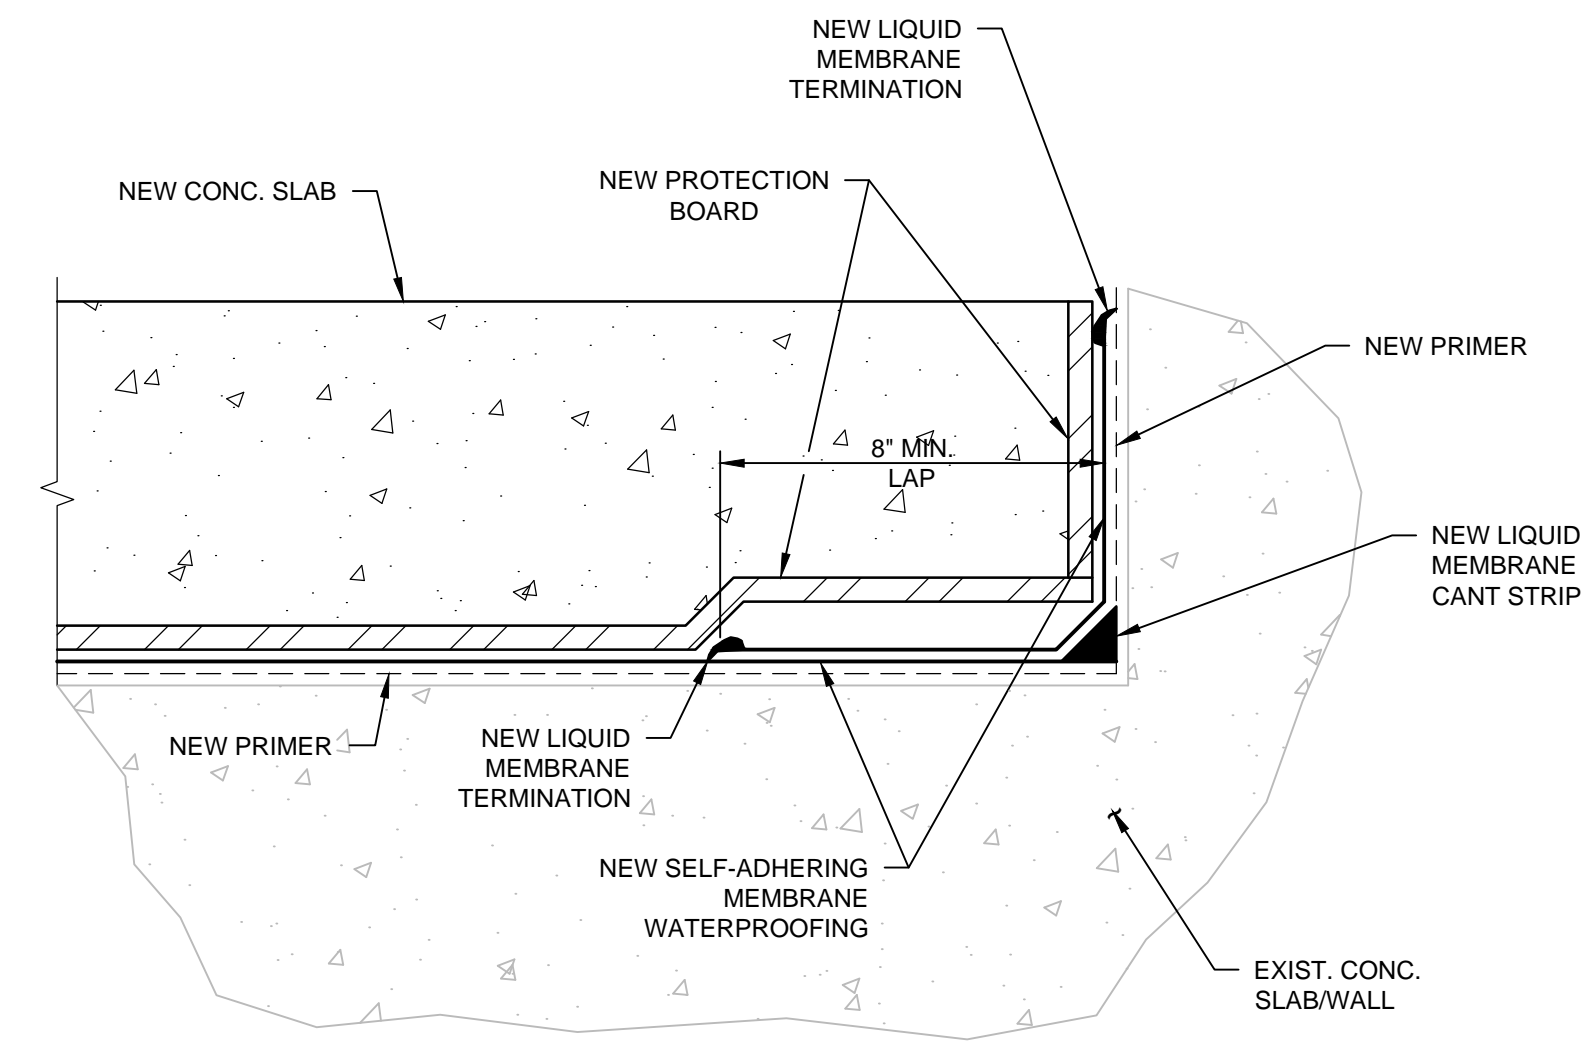 NEW LIQUID
MEMBRANE
TERMINATION
NEW CONC. SLAB
NEW PROTECTION
BOARD
NEW PRIMER
8" MIN.
LAP
NEW LIQUID
MEMBRANE
CANT STRIP
NEW PRIMER
NEW LIQUID
MEMBRANE
TERMINATION
NEW SELF-ADHERING
MEMBRANE
WATERPROOFING
EXIST. CONC.
SLAB/WALL